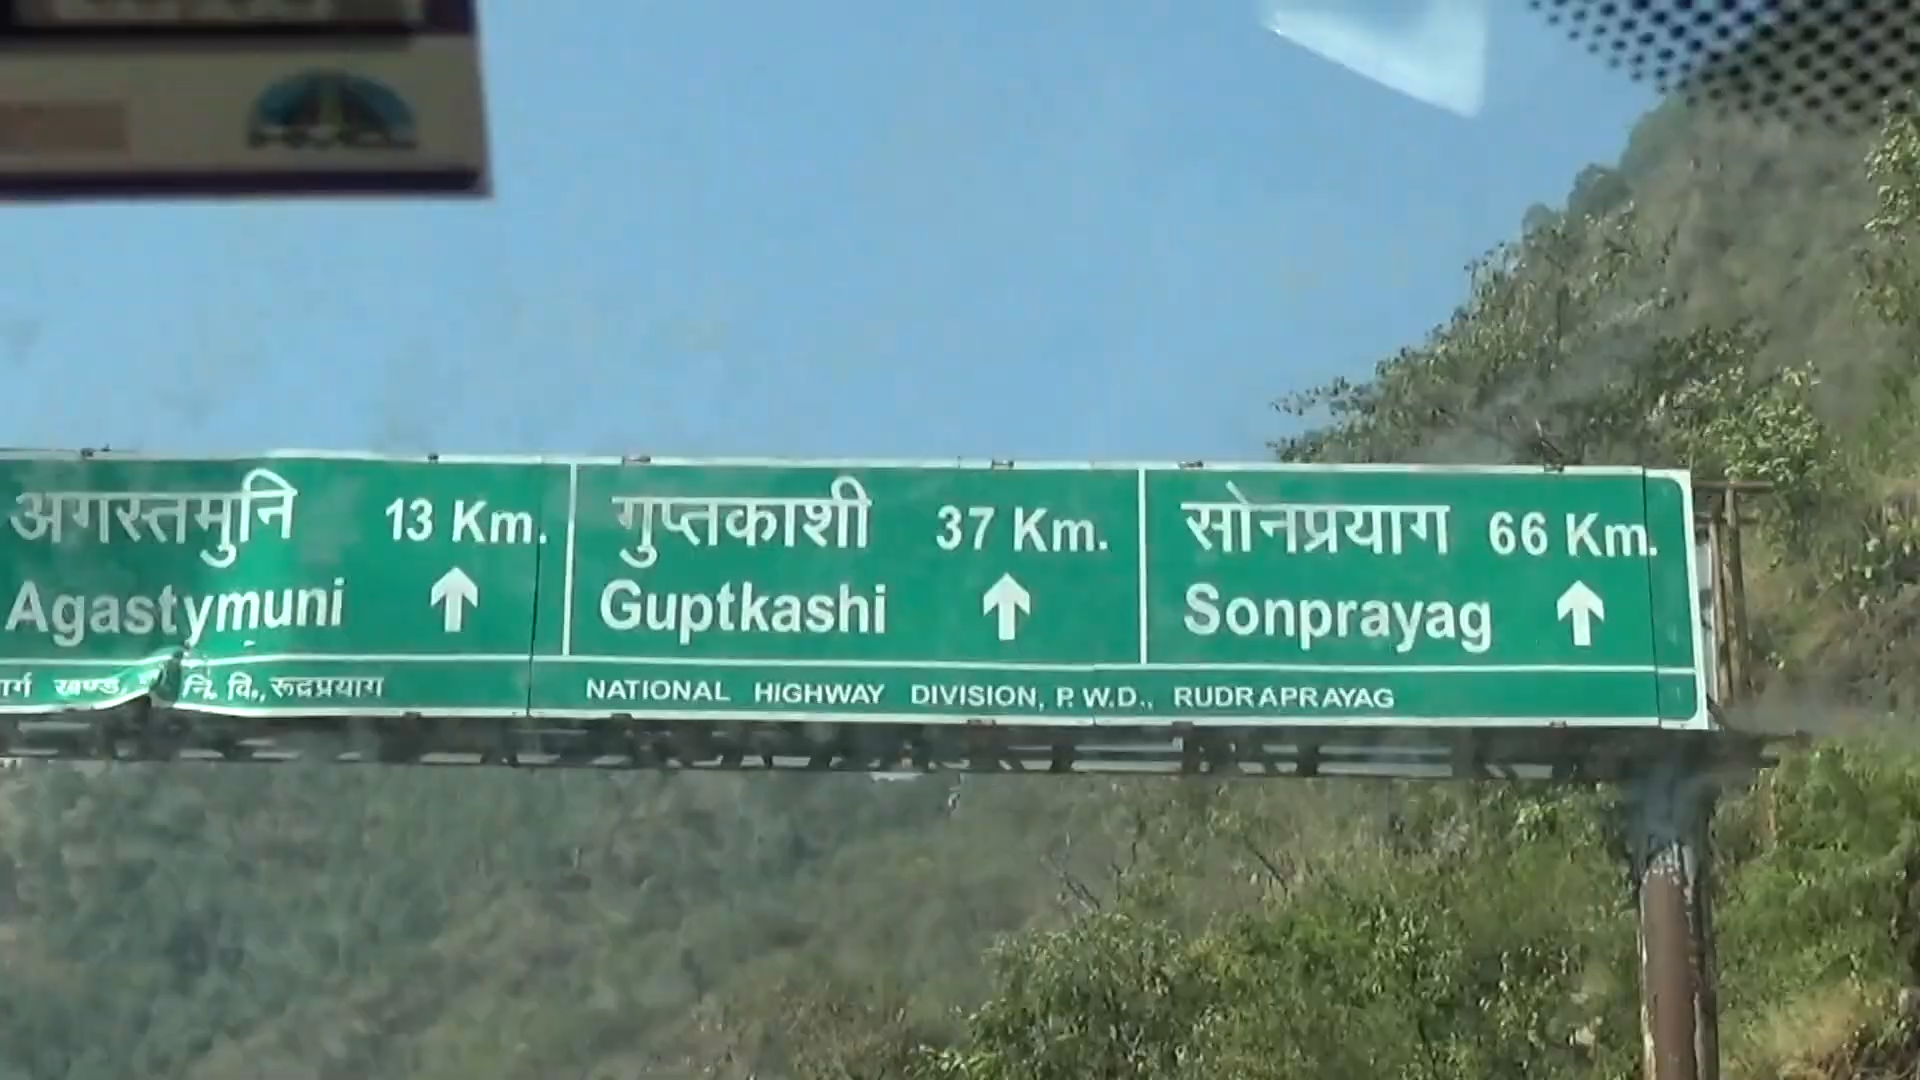 अगस्तमुनि 13 Km.
Agastymuni
गुप्तकाशी 37 Km.
Guptkashi
सोनप्रयाग 66 Km.
Sonprayag
खण्ड, नि. वि., रूद्रप्रयाग
NATIONAL HIGHWAY DIVISION, P.W.D., RUDRAPRAYAG